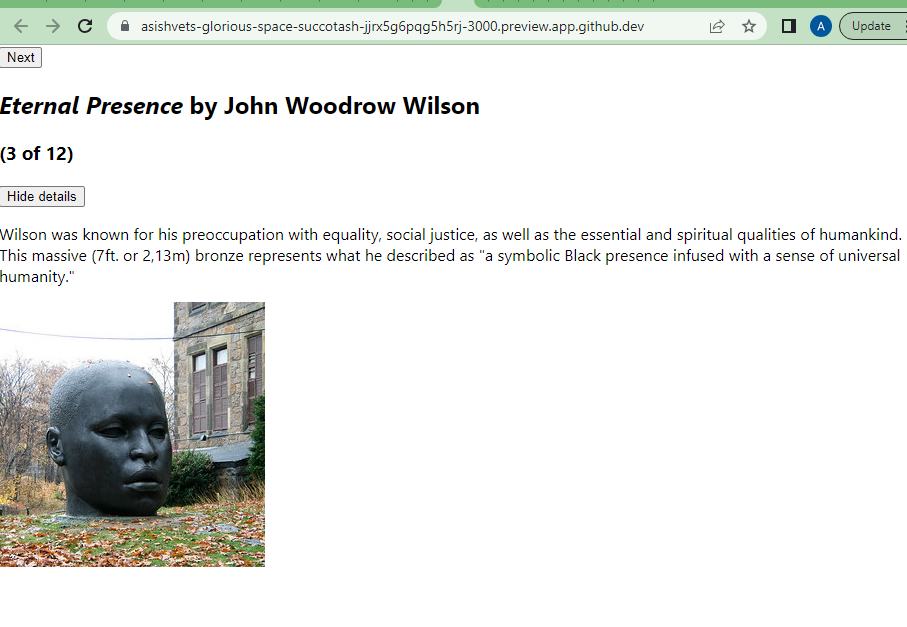 asishvets-glorious-space-succotash-jjrx5g6pqg5h5rj-3000.preview.app.github.dev
A
Update
Next
Eternal Presence by John Woodrow Wilson
(3 of 12)
Hide details
Wilson was known for his preoccupation with equality, social justice, as well as the essential and spiritual qualities of humankind.
This massive (7ft. or 2,13m) bronze represents what he described as "a symbolic Black presence infused with a sense of universal
humanity."